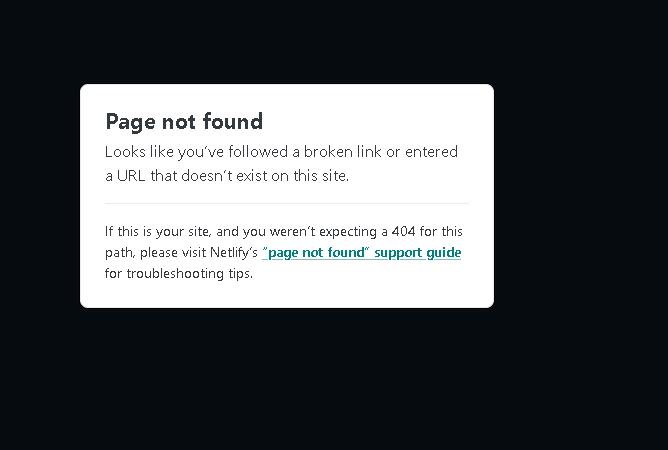 Page not found
Looks like you’ve followed a broken link or entered
a URL that doesn’t exist on this site.
If this is your site, and you weren’t expecting a 404 for this
path, please visit Netlify’s “page not found” support guide
for troubleshooting tips.